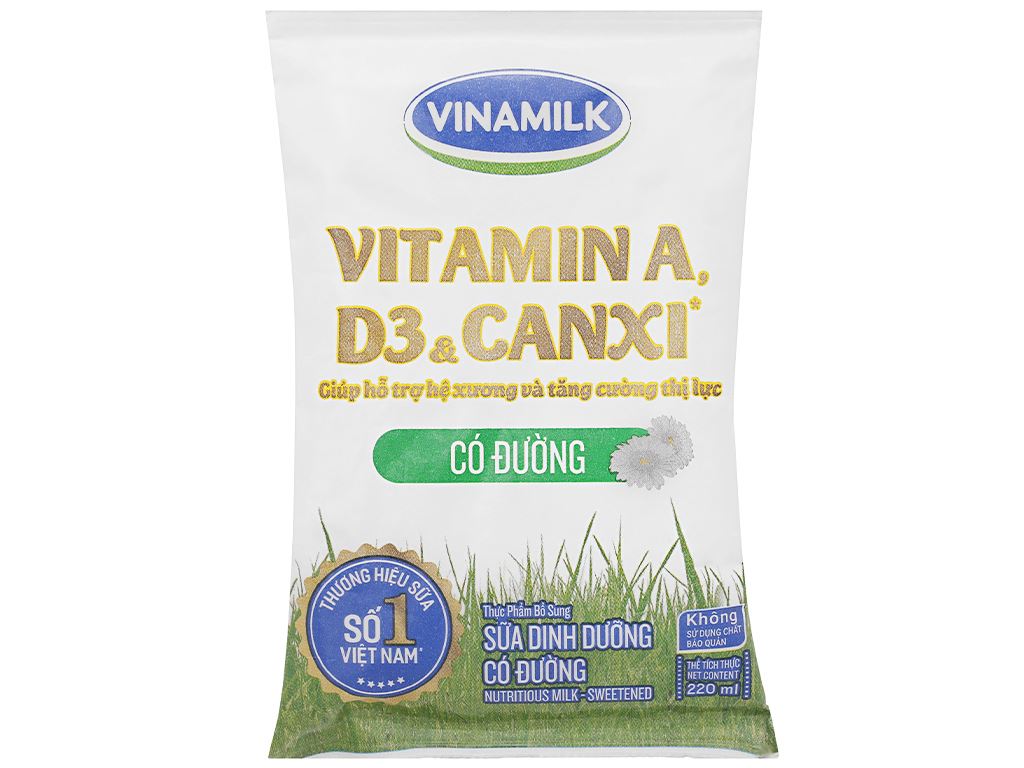 VINAMILK
VITAMIN A,
D3 & CANXI*
Giúp hỗ trợ hệ xương và tăng cường thị lực
CÓ ĐƯỜNG
THƯƠNG HIỆU SỮA
SỐ 1
VIỆT NAM*
Thực Phẩm Bổ Sung
SỮA DINH DƯỠNG
CÓ ĐƯỜNG
NUTRITIOUS MILK - SWEETENED
Không
SỬ DỤNG CHẤT
BẢO QUẢN
THỂ TÍCH THỰC
NET CONTENT
220 ml